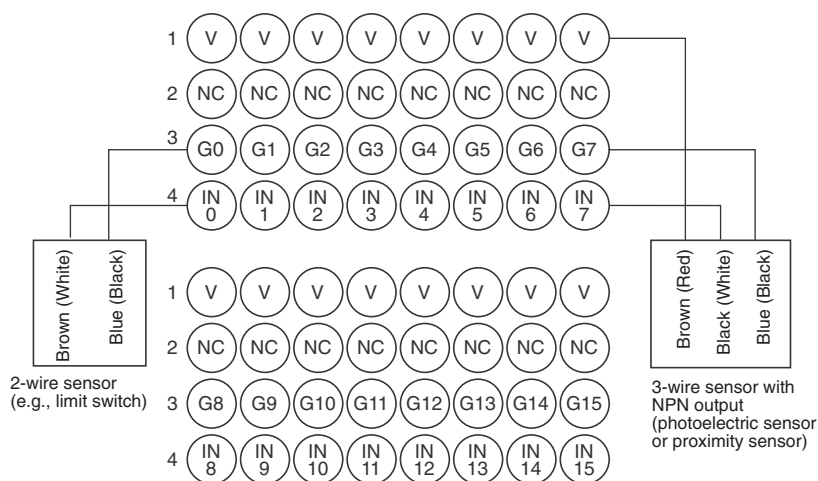 1 V V V V V V V V
2 NC NC NC NC NC NC NC NC
3 G0 G1 G2 G3 G4 G5 G6 G7
4 IN 0 IN 1 IN 2 IN 3 IN 4 IN 5 IN 6 IN 7
Brown (White)
Blue (Black)
2-wire sensor
(e.g., limit switch)
Brown (Red)
Black (White)
Blue (Black)
3-wire sensor with
NPN output
(photoelectric sensor
or proximity sensor)
1 V V V V V V V V
2 NC NC NC NC NC NC NC NC
3 G8 G9 G10 G11 G12 G13 G14 G15
4 IN 8 IN 9 IN 10 IN 11 IN 12 IN 13 IN 14 IN 15